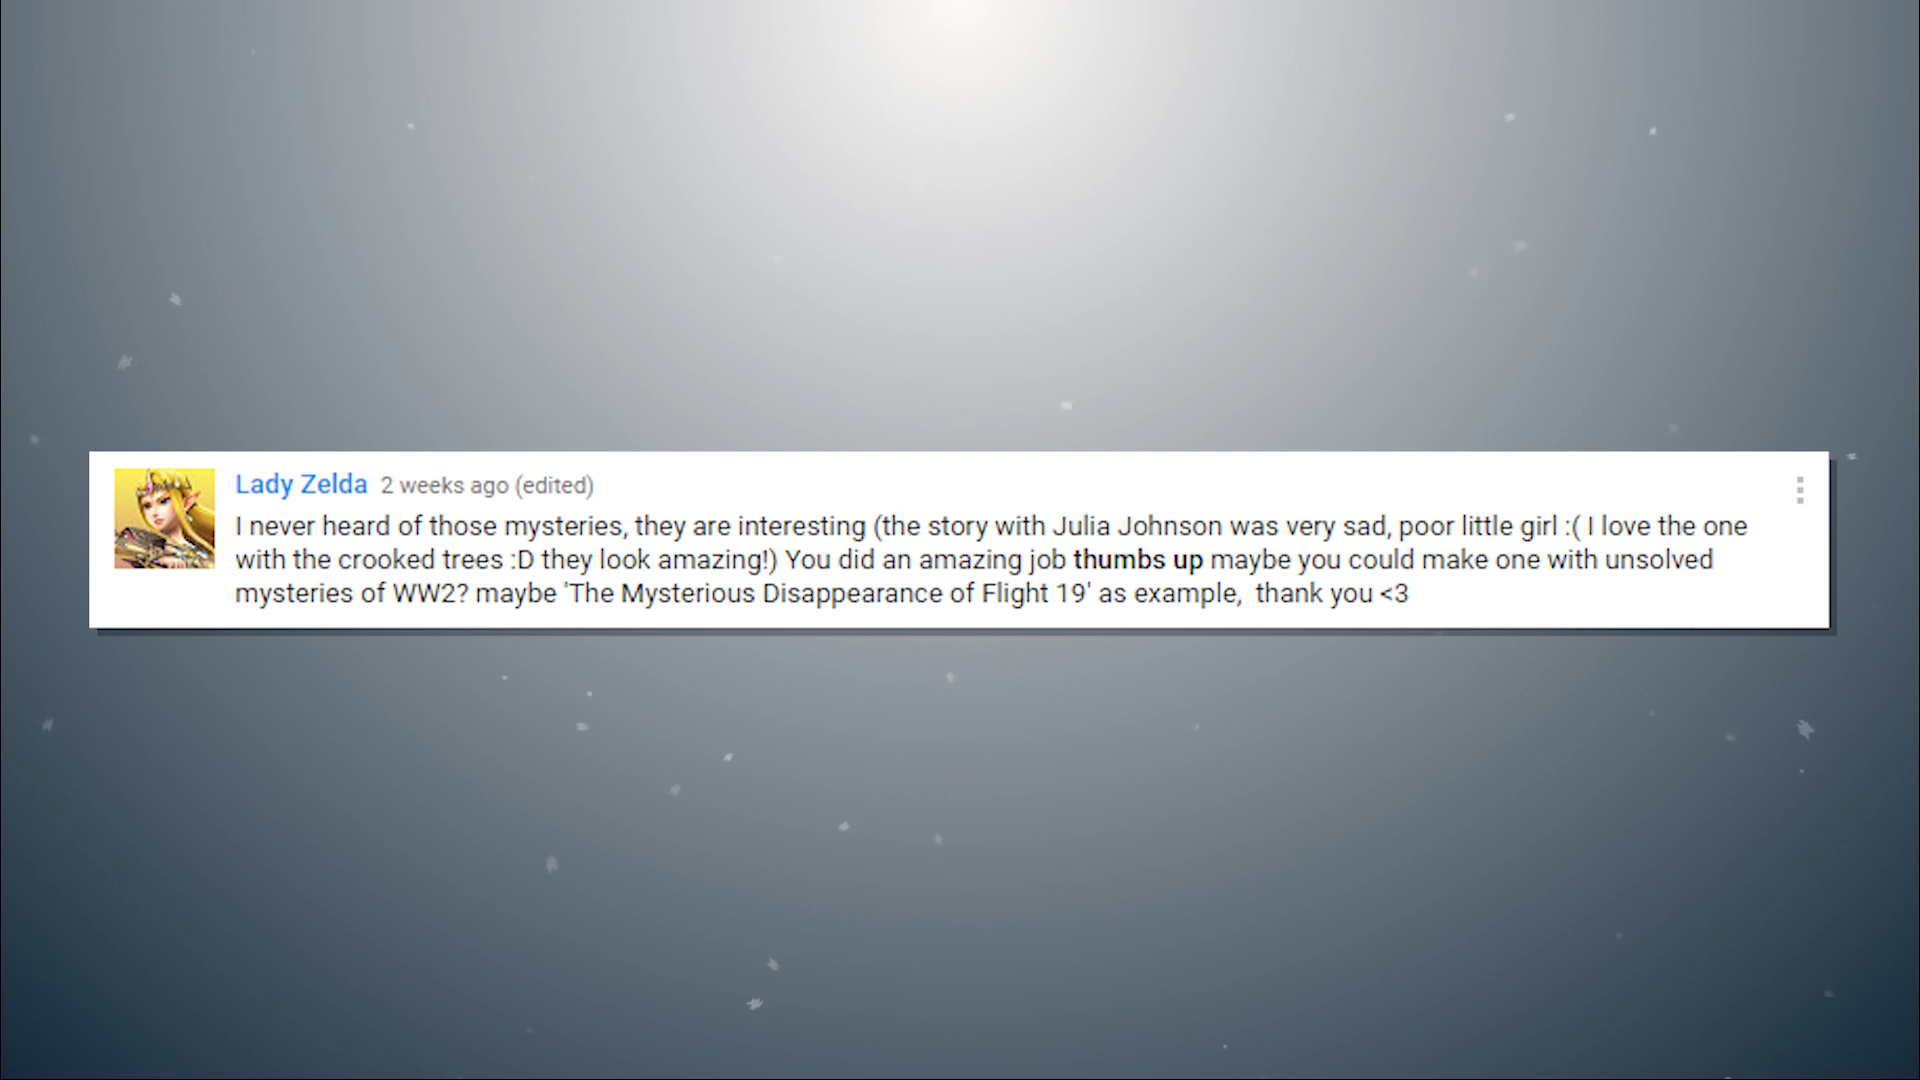 Lady Zelda 2 weeks ago (edited)
I never heard of those mysteries, they are interesting (the story with Julia Johnson was very sad, poor little girl :( I love the one
with the crooked trees :D they look amazing!) You did an amazing job thumbs up maybe you could make one with unsolved
mysteries of WW2? maybe 'The Mysterious Disappearance of Flight 19' as example,  thank you <3